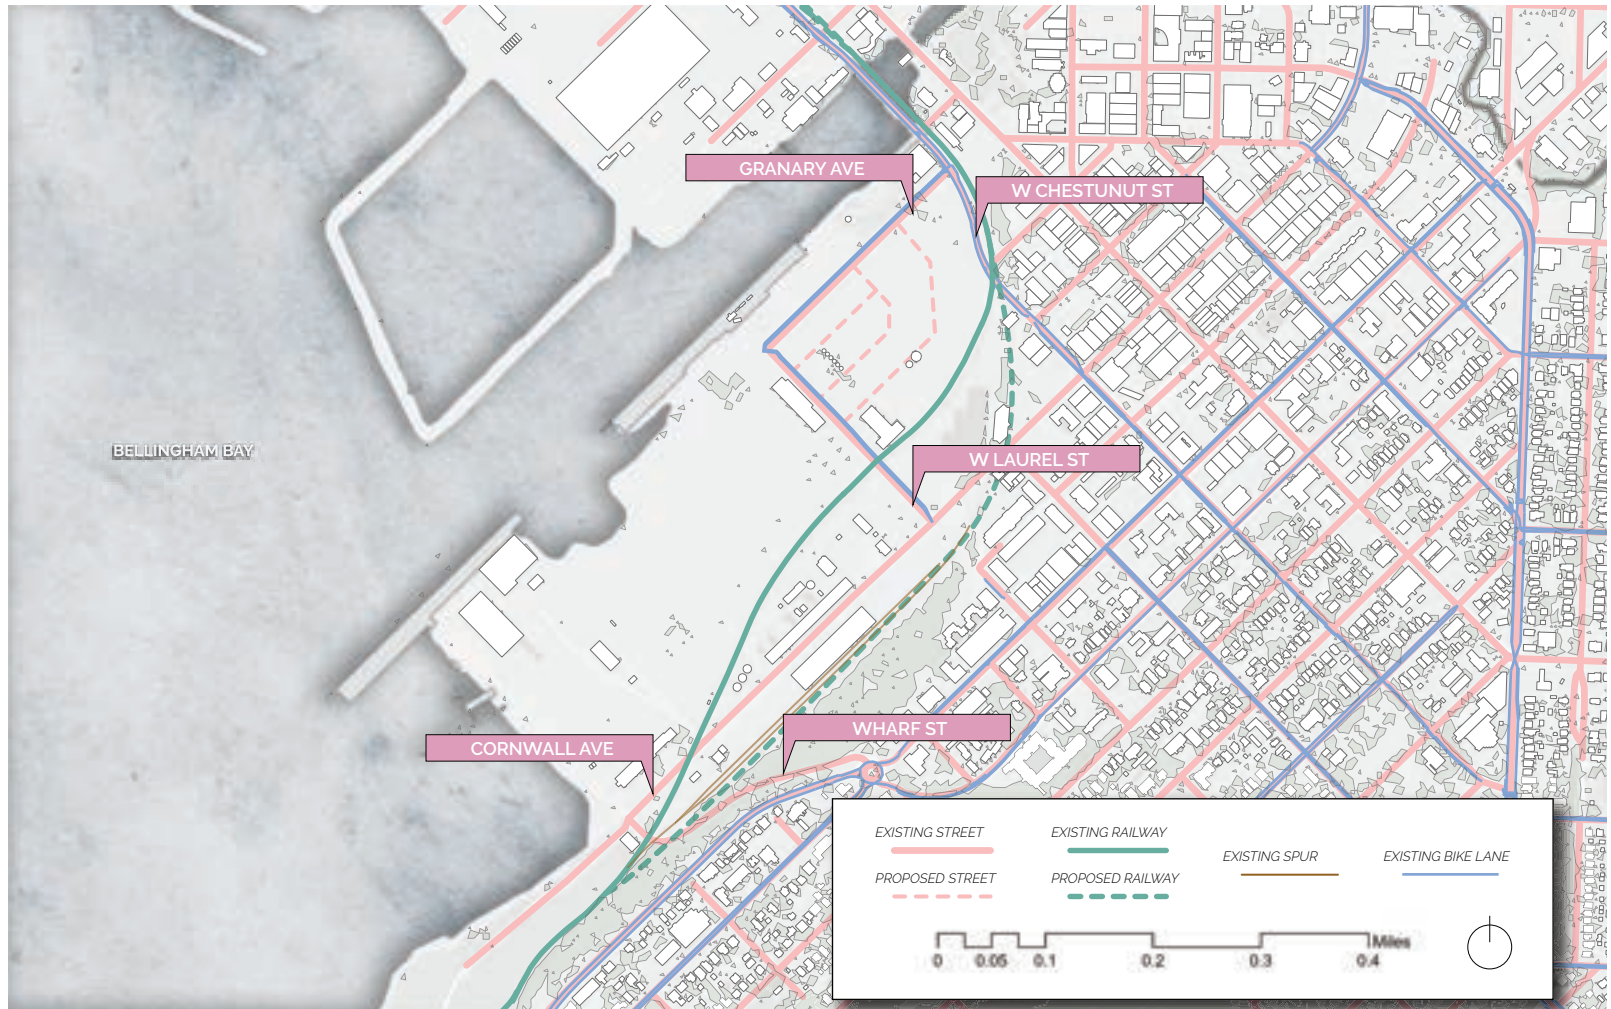 GRANARY AVE
W CHESTUNUT ST
BELLINGHAM BAY
W LAUREL ST
WHARF ST
CORNWALL AVE
EXISTING STREET
EXISTING RAILWAY
EXISTING SPUR
EXISTING BIKE LANE
PROPOSED STREET
PROPOSED RAILWAY
Miles
0 0.05 0.1 0.2 0.3 0.4